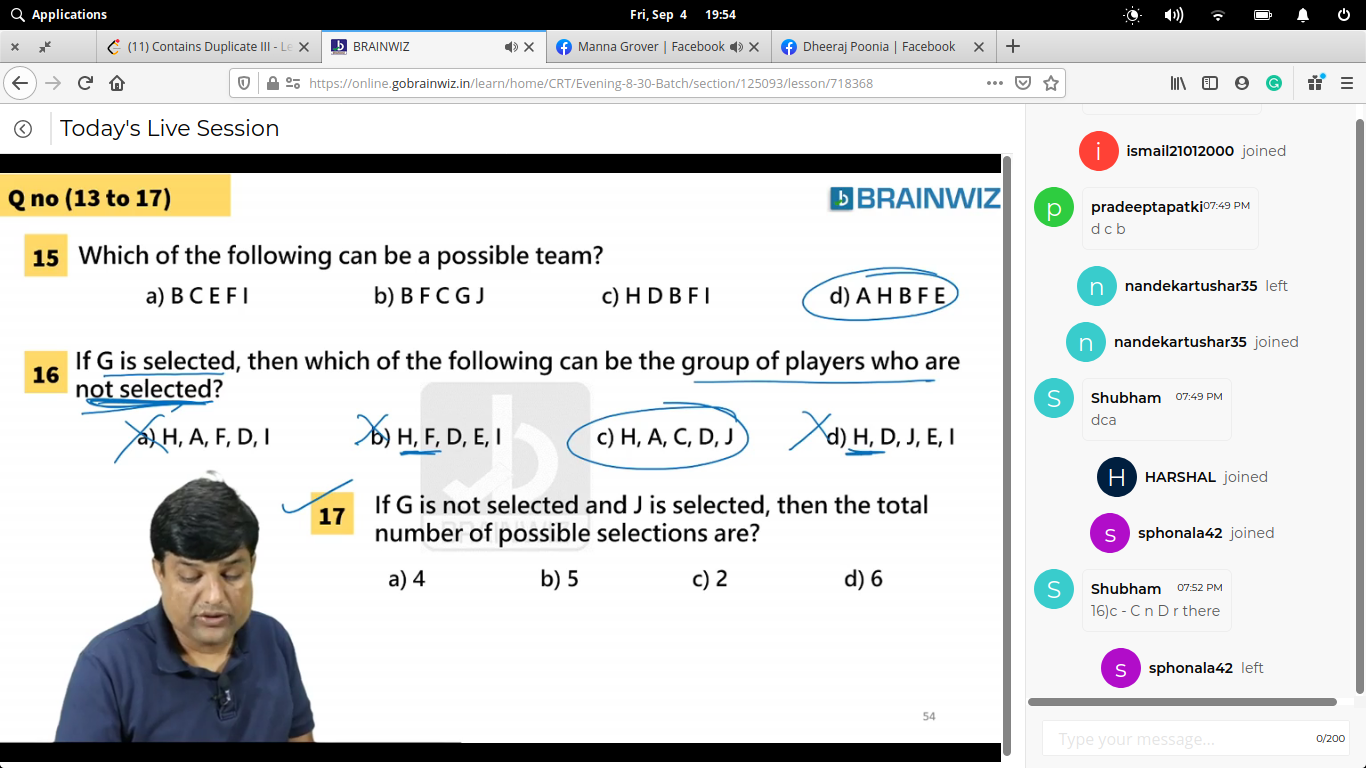 Applications
Fri, Sep 4 19:54
(11) Contains Duplicate III - Le
BRAINWIZ
Manna Grover | Facebook
Dheeraj Poonia | Facebook
https://online.gobrainwiz.in/learn/home/CRT/Evening-8-30-Batch/section/125093/lesson/718368
Today's Live Session
Q no (13 to 17)
BRAINWIZ
15 Which of the following can be a possible team?
a) B C E F I b) B F C G J c) H D B F I d) A H B F E
16 If G is selected, then which of the following can be the group of players who are
not selected?
a) H, A, F, D, I b) H, F, D, E, I c) H, A, C, D, J d) H, D, J, E, I
17 If G is not selected and J is selected, then the total
number of possible selections are?
a) 4 b) 5 c) 2 d) 6
BRAINWIZ
54
i ismail21012000 joined
p pradeeptapatki 07:49 PM
d c b
n nandekartushar35 left
n nandekartushar35 joined
S Shubham 07:49 PM
dca
H HARSHAL joined
s sphonala42 joined
S Shubham 07:52 PM
16)c - C n D r there
s sphonala42 left
Type your message... 0/200